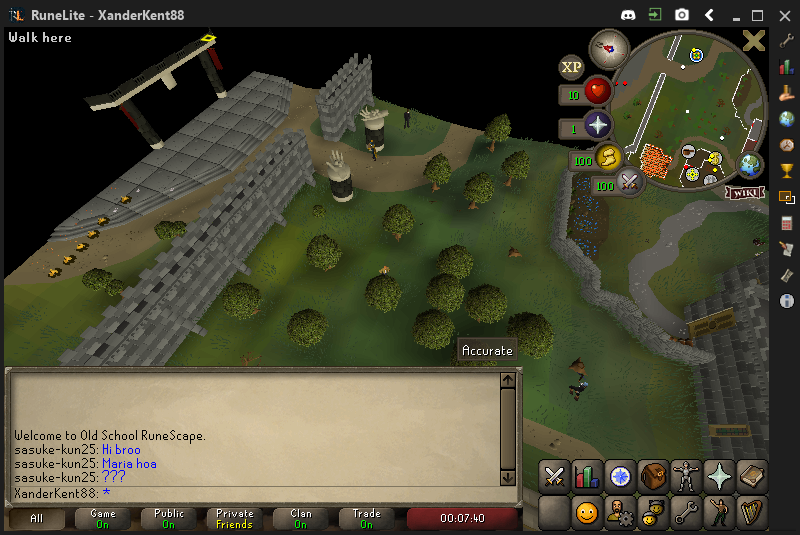 RuneLite - XanderKent88
Walk here
XP
10
1
100
100
WIKI
Accurate
Welcome to Old School RuneScape.
sasuke-kun25: Hi broo
sasuke-kun25: Maria hoa
sasuke-kun25: ???
XanderKent88: *
All
Game
On
Public
On
Private
Friends
Clan
On
Trade
On
00:07:40